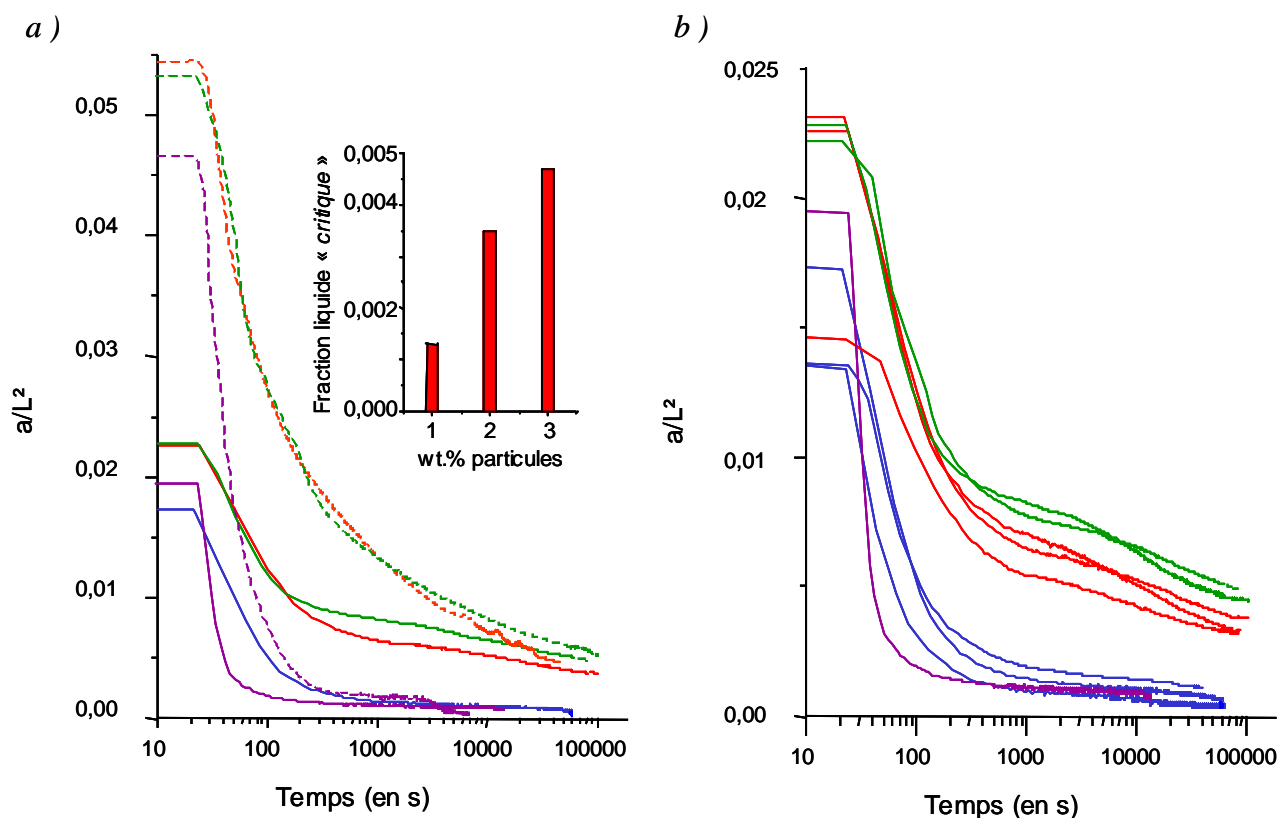 a )
0,05
0,04
0,03
0,02
0,01
0,00
a/L²
10 100 1000 10000 100000
Temps (en s)
Fraction liquide « critique »
0,005
0,004
0,002
0,001
0,000
1 2 3
wt.% particules
b )
0,025
0,02
0,01
0,00
a/L²
10 100 1000 10000 100000
Temps (en s)